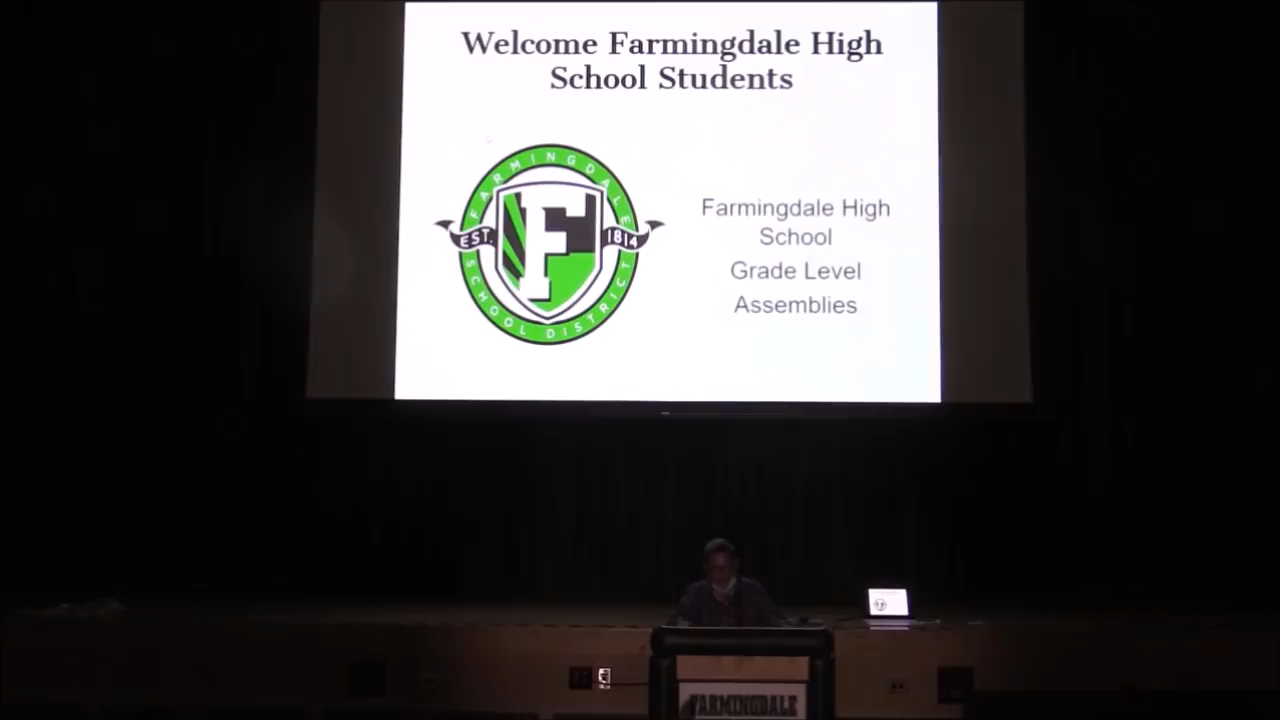 Welcome Farmingdale High
School Students
FARMINGDALE
EST. 1814
F
SCHOOL DISTRICT
Farmingdale High
School
Grade Level
Assemblies
FARMINGDALE